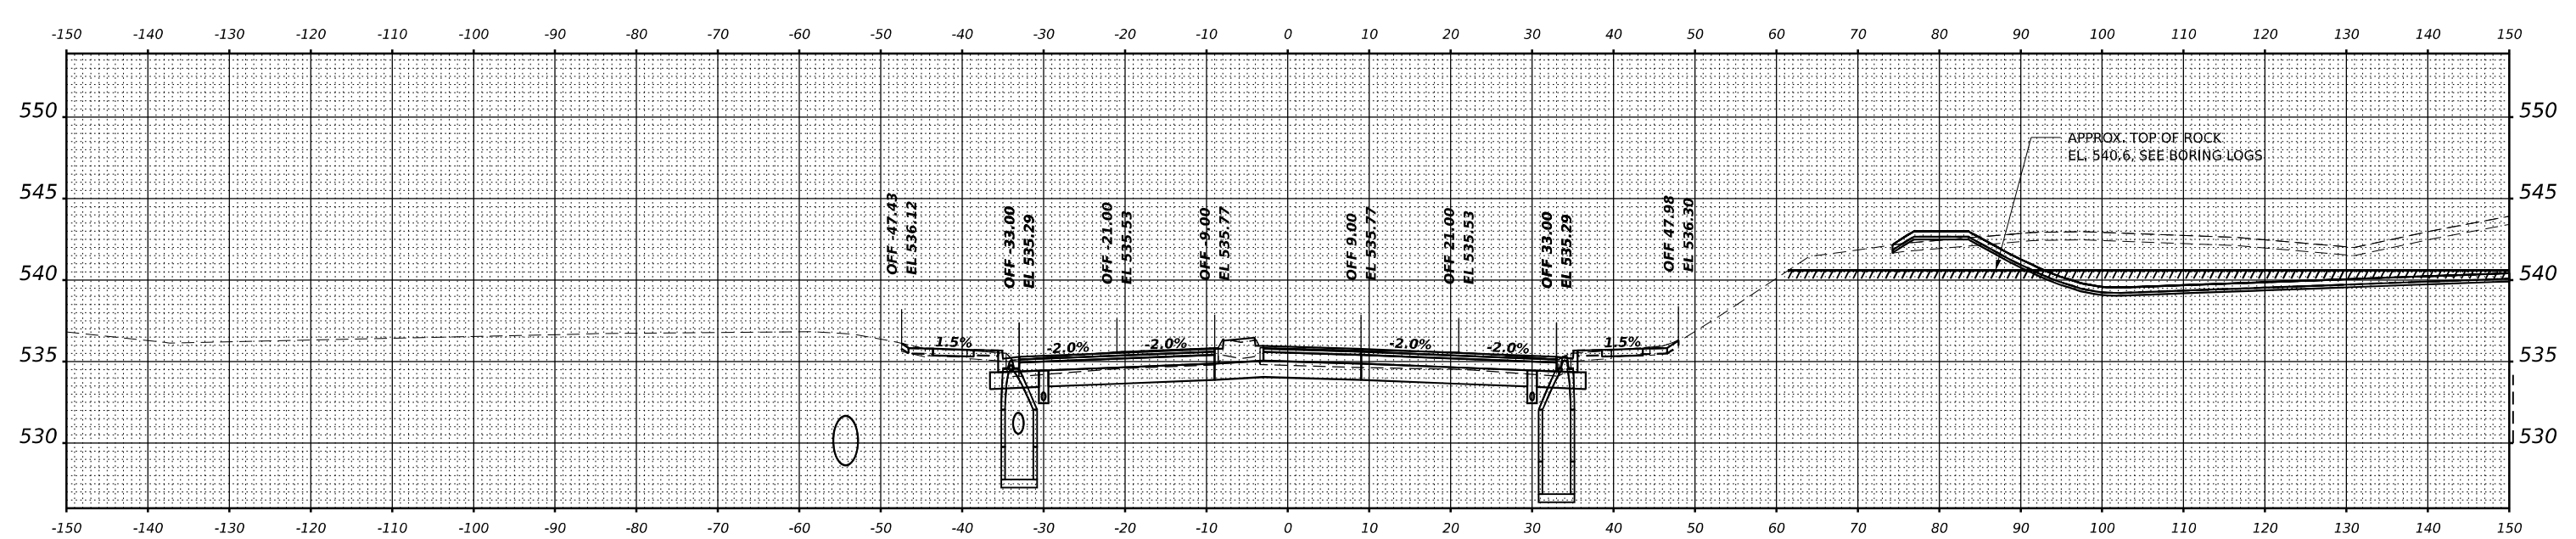 -150 -140 -130 -120 -110 -100 -90 -80 -70 -60 -50 -40 -30 -20 -10 0 10 20 30 40 50 60 70 80 90 100 110 120 130 140 150
550 550
APPROX. TOP OF ROCK
EL. 540.6, SEE BORING LOGS
545 545
OFF -47.43
EL 536.12
OFF -33.00
EL 535.29
OFF -21.00
EL 535.53
OFF -9.00
EL 535.77
OFF 9.00
EL 535.77
OFF 21.00
EL 535.53
OFF 33.00
EL 535.29
OFF 47.98
EL 536.30
540 540
1.5% -2.0% -2.0% -2.0% -2.0% 1.5%
535 535
530 530
-150 -140 -130 -120 -110 -100 -90 -80 -70 -60 -50 -40 -30 -20 -10 0 10 20 30 40 50 60 70 80 90 100 110 120 130 140 150